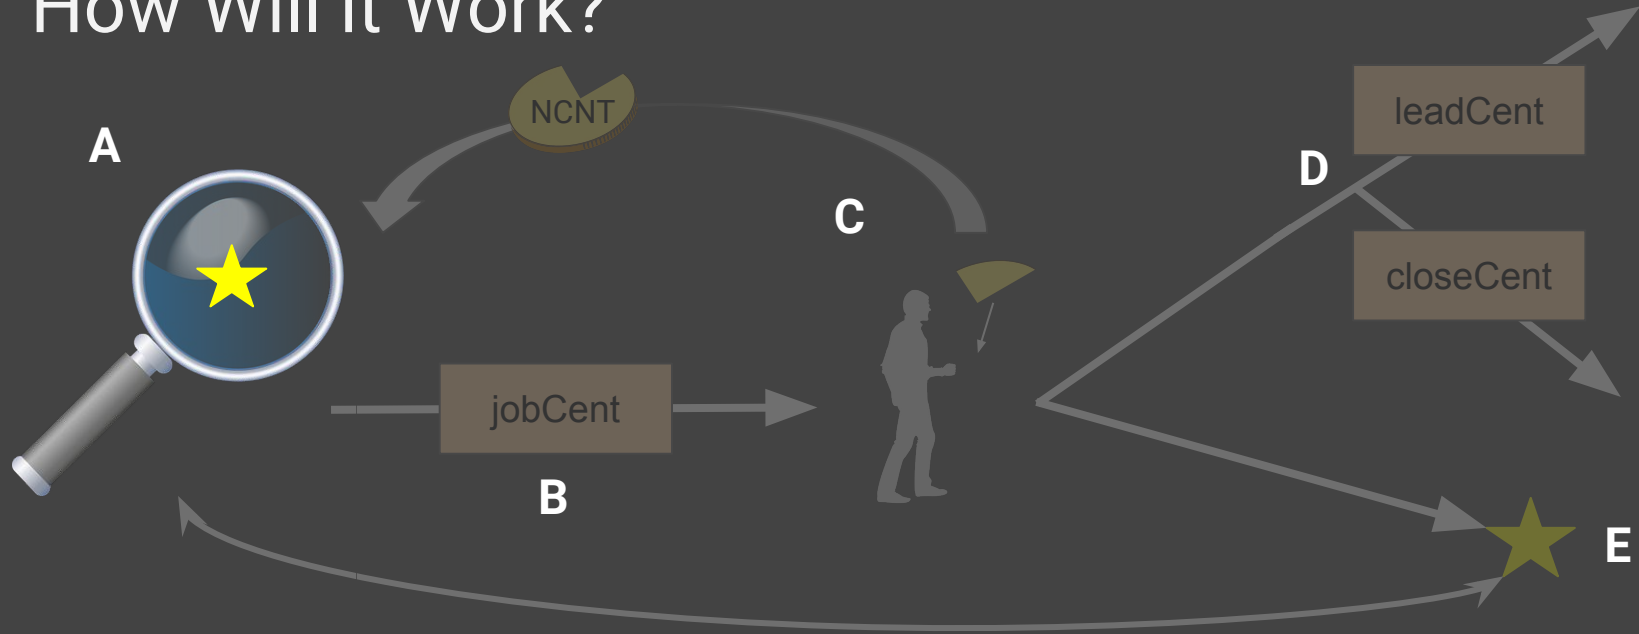 How Will it Work?
NCNT
A
leadCent
D
C
closeCent
jobCent
B
E